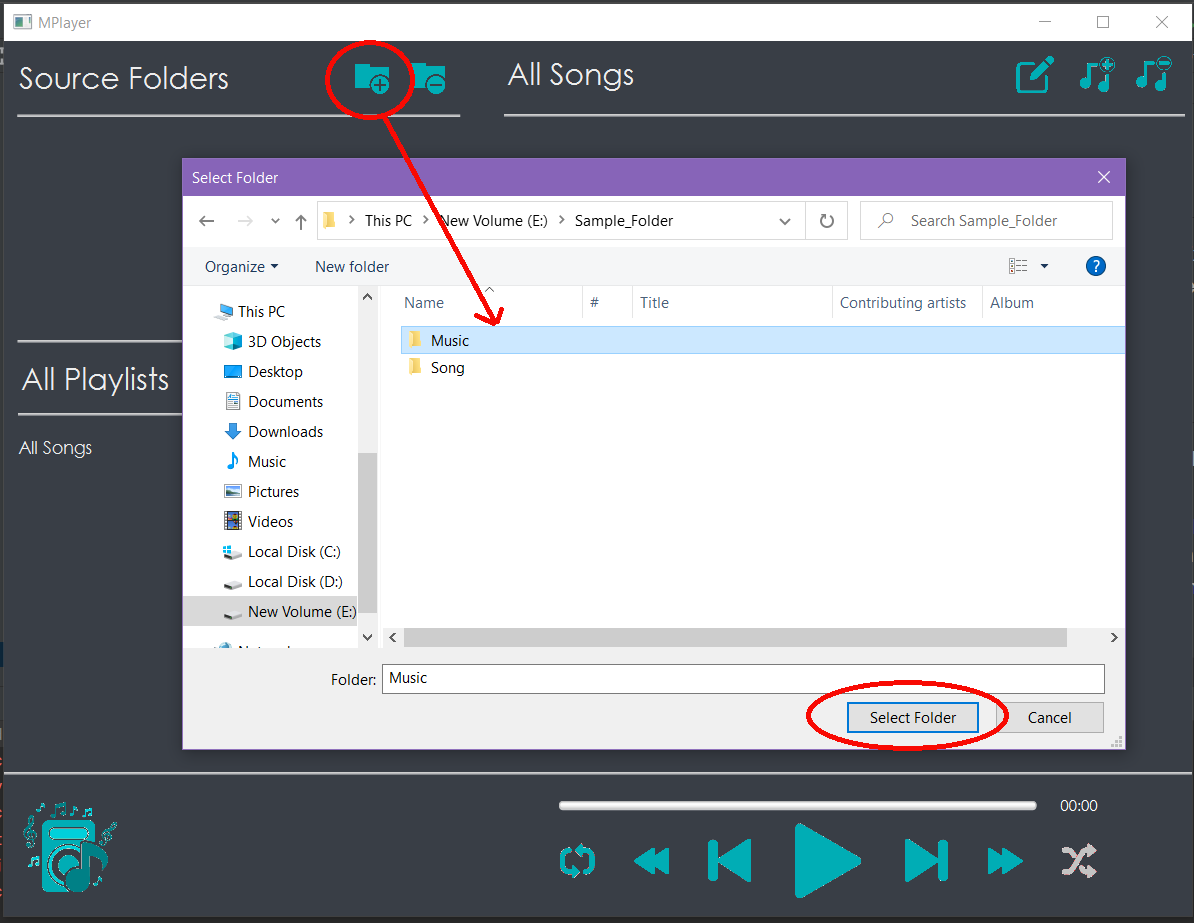 MPlayer
Source Folders
All Songs
Select Folder
This PC
New Volume (E:)
Sample_Folder
Search Sample_Folder
Organize
New folder
?
Name
#
Title
Contributing artists
Album
This PC
3D Objects
Desktop
Documents
Downloads
Music
Pictures
Videos
Local Disk (C:)
Local Disk (D:)
New Volume (E:)
Music
Song
All Playlists
All Songs
Folder:
Music
Select Folder
Cancel
00:00